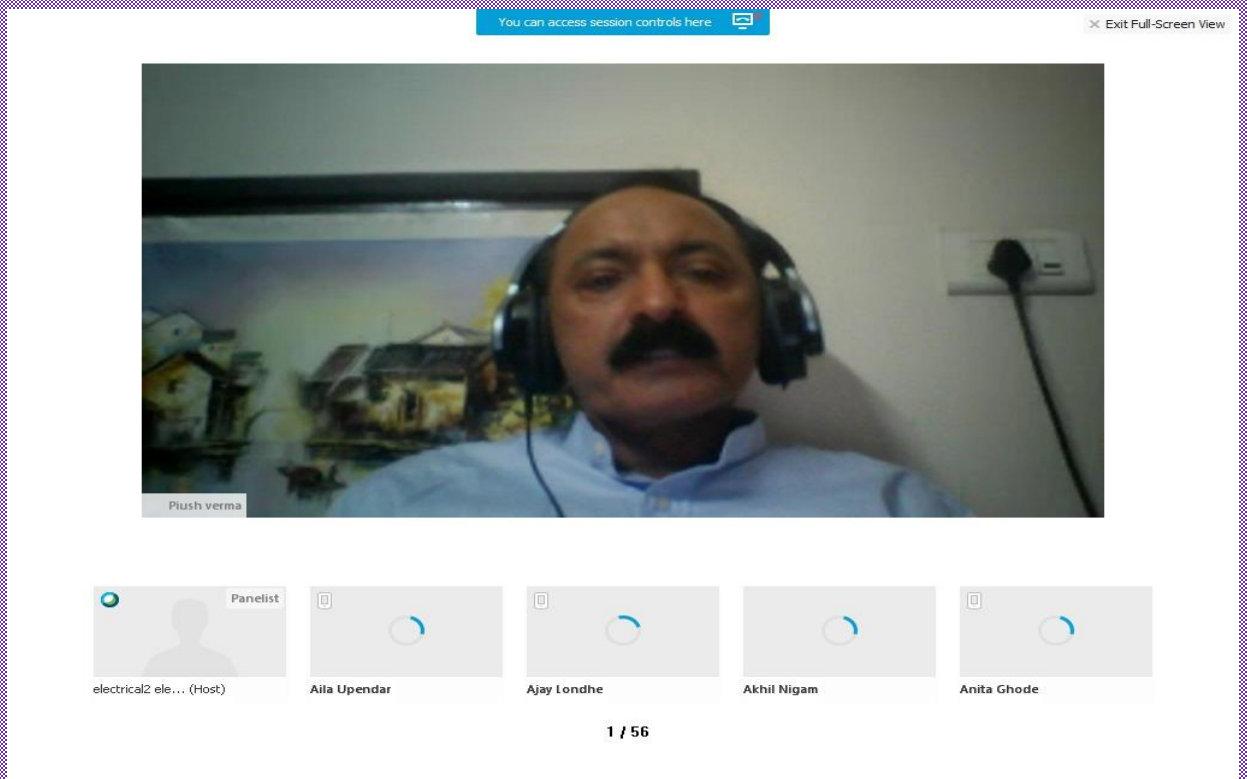 You can access session controls here
Exit Full-Screen View
Piush verma
Panelist
electrical2 ele... (Host)
Aila Upendar
Ajay Londhe
Akhil Nigam
Anita Ghode
1 / 56